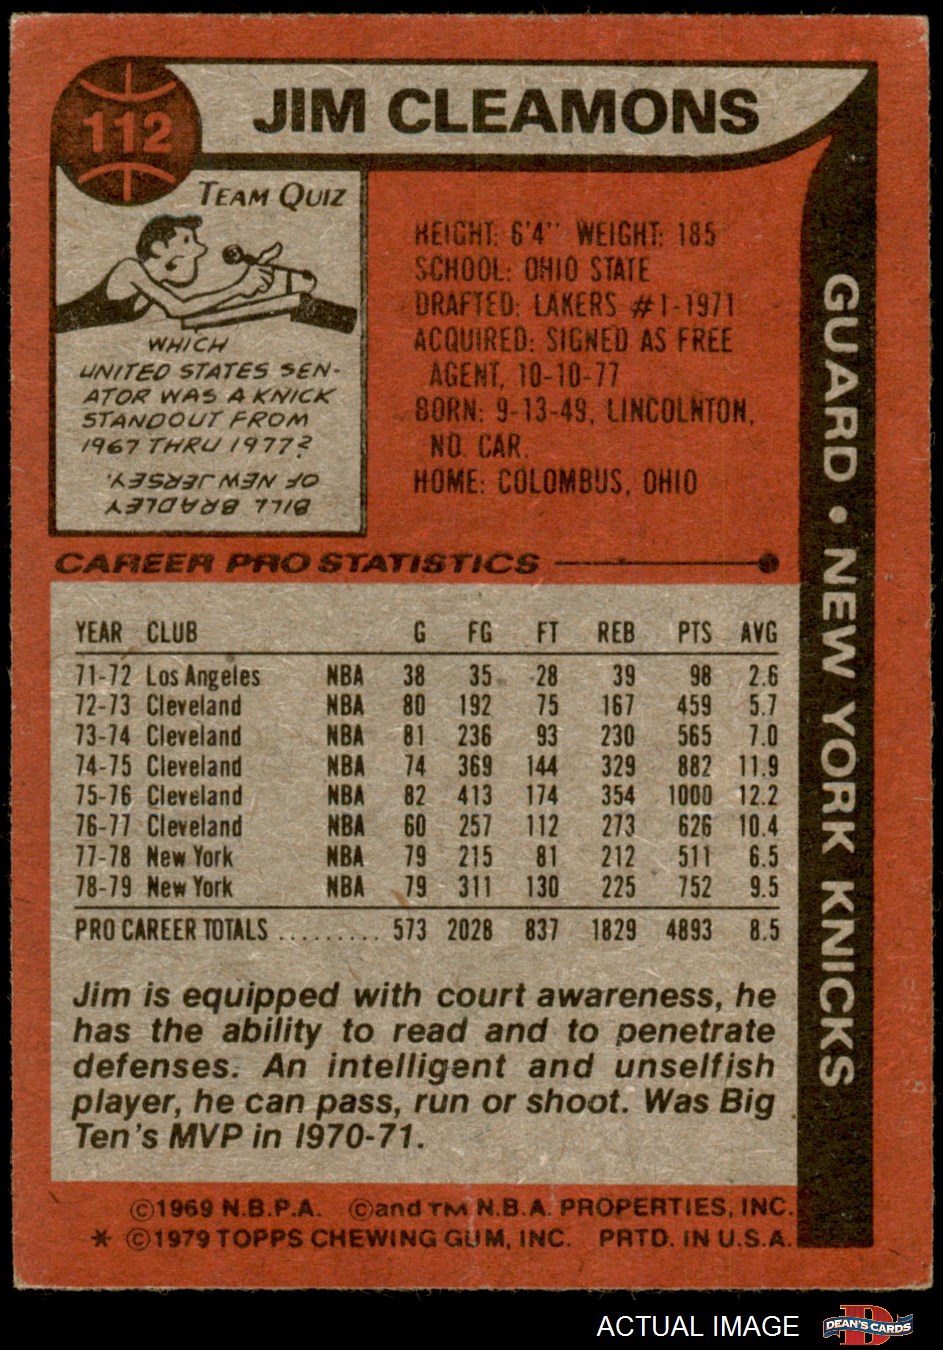 112
JIM CLEAMONS
TEAM QUIZ
WHICH
UNITED STATES SEN-
ATOR WAS A KNICK
STANDOUT FROM
1967 THRU 1977?
BILL BRADLEY
OF NEW JERSEY.
HEIGHT: 6'4" WEIGHT: 185
SCHOOL: OHIO STATE
DRAFTED: LAKERS #1-1971
ACQUIRED: SIGNED AS FREE
AGENT, 10-10-77
BORN: 9-13-49, LINCOLNTON,
NO. CAR.
HOME: COLOMBUS, OHIO
GUARD • NEW YORK KNICKS
CAREER PRO STATISTICS
YEAR CLUB G FG FT REB PTS AVG
71-72 Los Angeles NBA 38 35 28 39 98 2.6
72-73 Cleveland NBA 80 192 75 167 459 5.7
73-74 Cleveland NBA 81 236 93 230 565 7.0
74-75 Cleveland NBA 74 369 144 329 882 11.9
75-76 Cleveland NBA 82 413 174 354 1000 12.2
76-77 Cleveland NBA 60 257 112 273 626 10.4
77-78 New York NBA 79 215 81 212 511 6.5
78-79 New York NBA 79 311 130 225 752 9.5
PRO CAREER TOTALS ......... 573 2028 837 1829 4893 8.5
Jim is equipped with court awareness, he
has the ability to read and to penetrate
defenses. An intelligent and unselfish
player, he can pass, run or shoot. Was Big
Ten's MVP in 1970-71.
©1969 N.B.P.A. ©and TM N.B.A. PROPERTIES, INC.
* ©1979 TOPPS CHEWING GUM, INC. PRTD. IN U.S.A.
ACTUAL IMAGE
D
DEAN'S CARDS